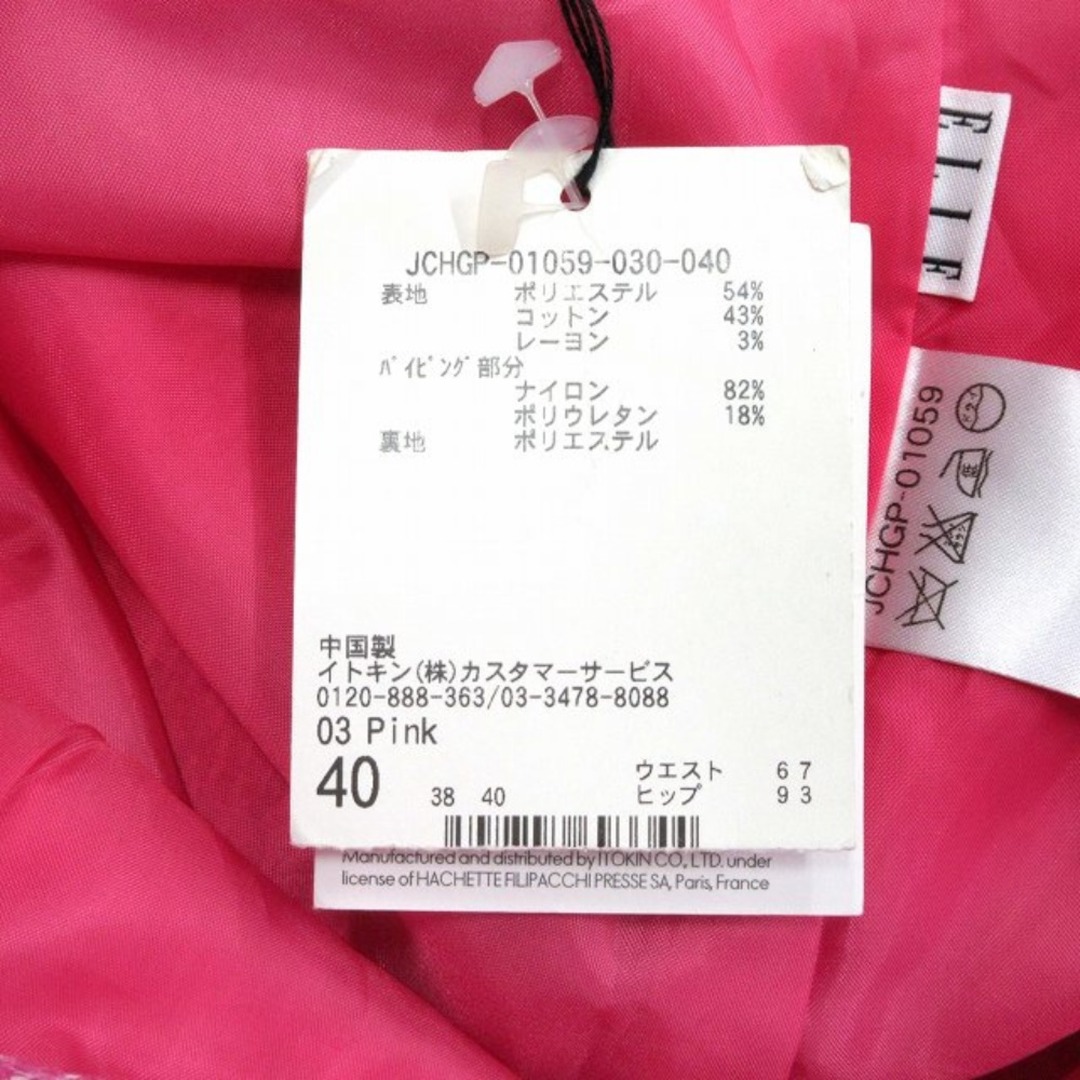 JCHGP-01059-030-040
表地 ポリエステル 54%
コットン 43%
レーヨン 3%
ﾊﾟｲﾋﾟﾝｸﾞ部分
ナイロン 82%
ポリウレタン 18%
裏地 ポリエステル
中国製
イトキン(株)カスタマーサービス
0120-888-363/03-3478-8088
03 Pink
40 38 40
ウエスト 67
ヒップ 93
Manufactured and distributed by ITOKIN CO., LTD. under
license of HACHETTE FILIPACCHI PRESSE SA, Paris, France
ELLE
JCHGP-01059
ドライ
中